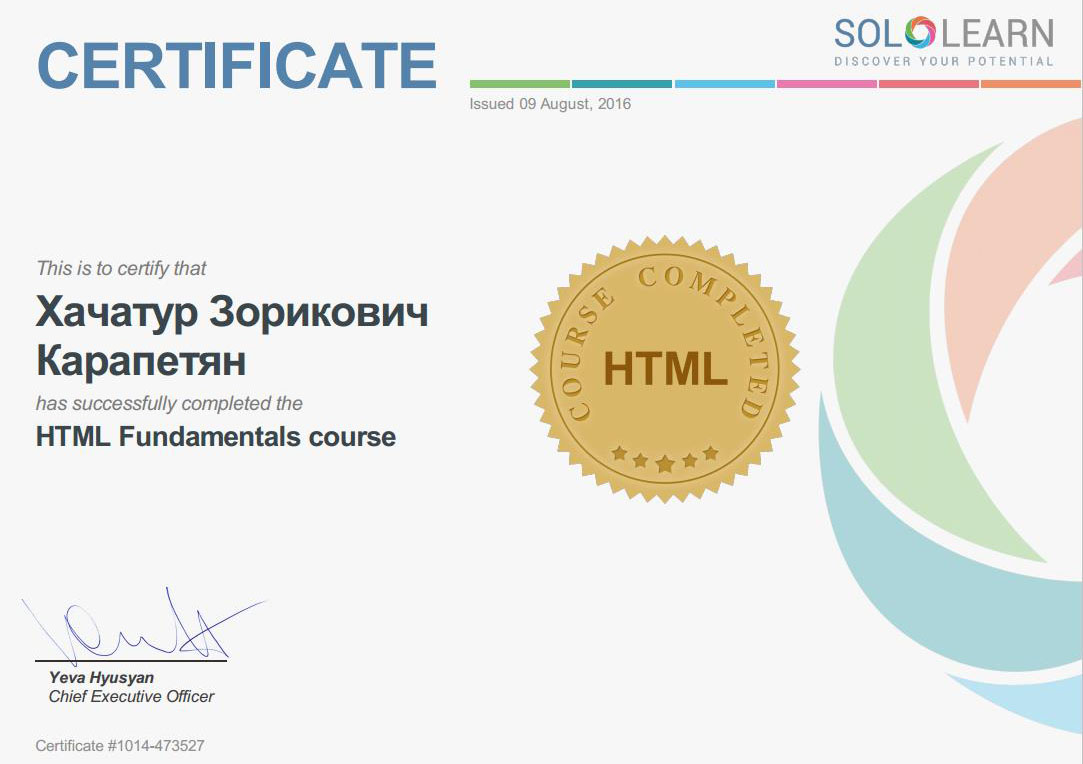 CERTIFICATE
SOLOLEARN
DISCOVER YOUR POTENTIAL
Issued 09 August, 2016
This is to certify that
Хачатур Зорикович
Карапетян
has successfully completed the
HTML Fundamentals course
COURSE COMPLETED
HTML
Yeva Hyusyan
Chief Executive Officer
Certificate #1014-473527